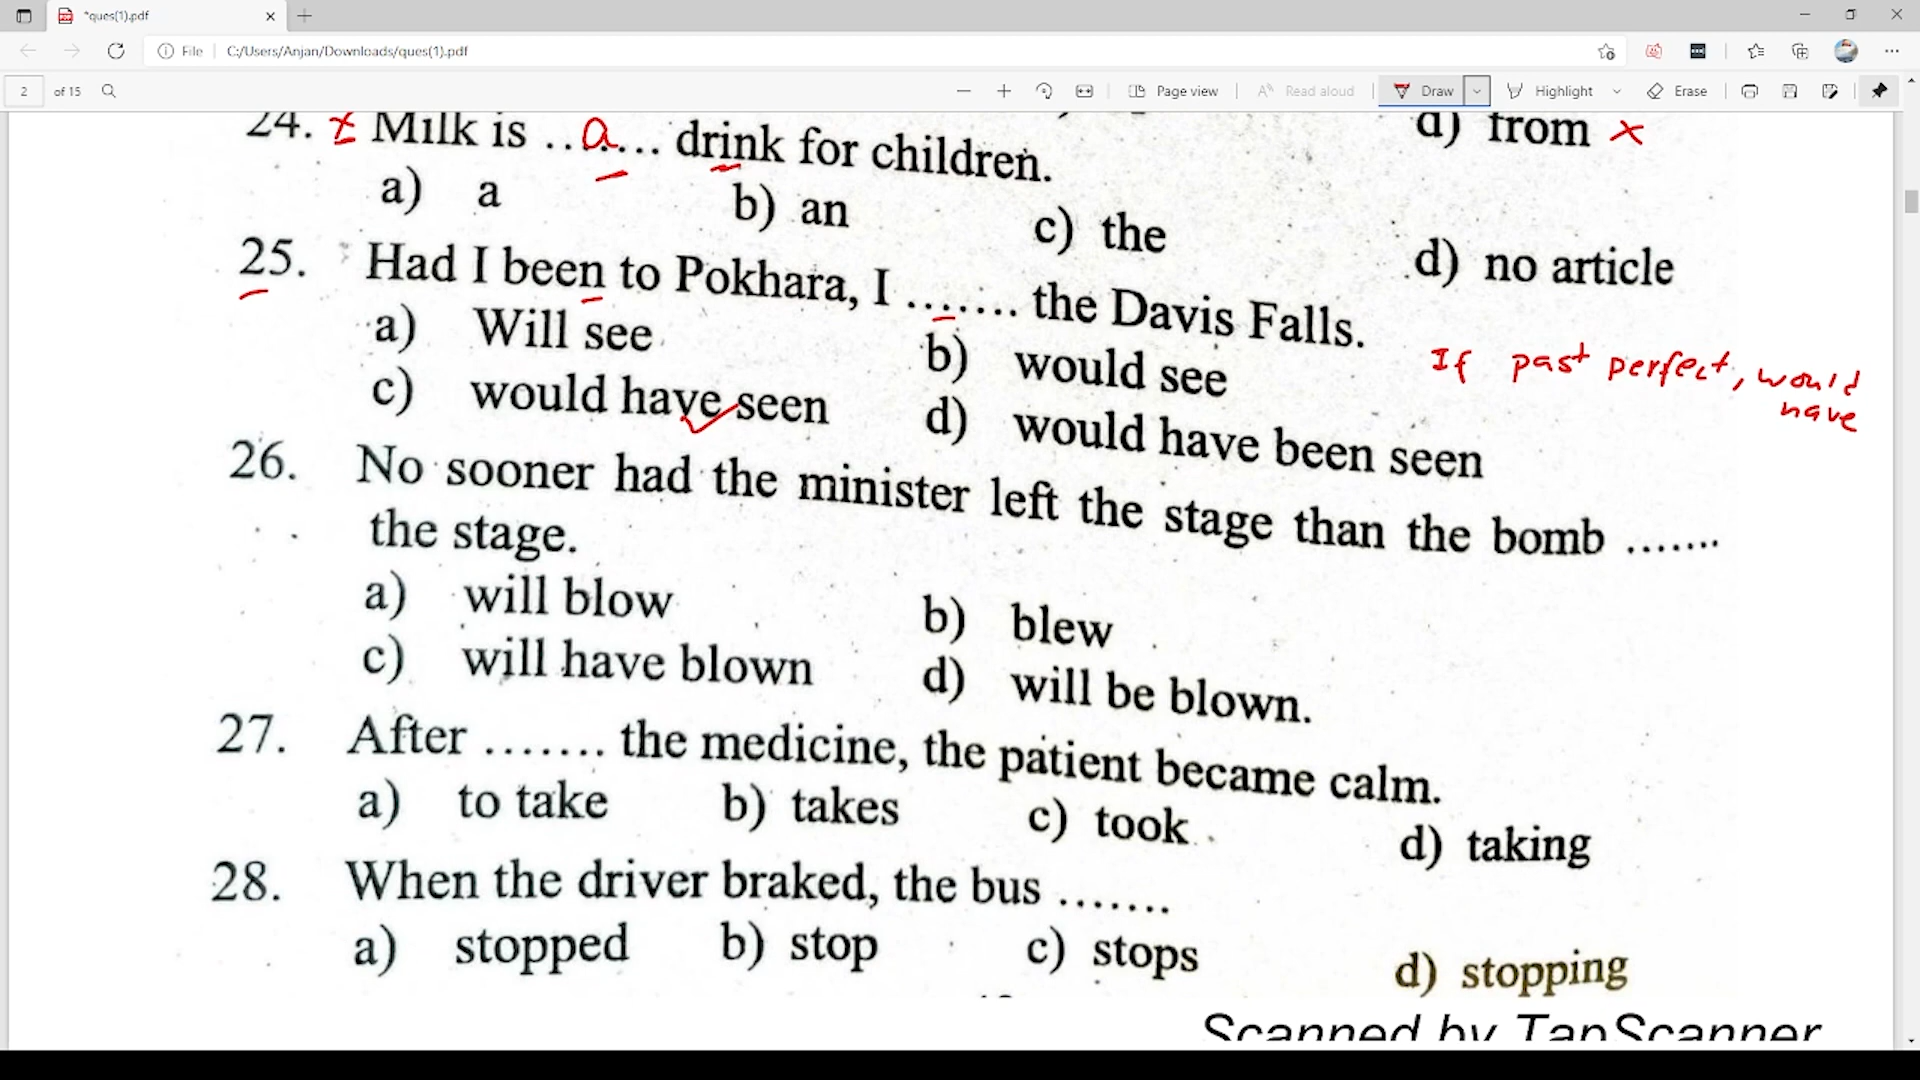 *ques(1).pdf
File C:/Users/Anjan/Downloads/ques(1).pdf
2 of 15 Page view Read aloud Draw Highlight Erase
d) from x
24. Milk is ..a.... drink for children.
a) a b) an c) the d) no article
25. Had I been to Pokhara, I ....... the Davis Falls.
a) Will see b) would see
c) would have seen d) would have been seen
If past perfect, would
have
26. No sooner had the minister left the stage than the bomb .......
the stage.
a) will blow b) blew
c) will have blown d) will be blown.
27. After ....... the medicine, the patient became calm.
a) to take b) takes c) took d) taking
28. When the driver braked, the bus .......
a) stopped b) stop c) stops d) stopping
Scanned by TapScanner